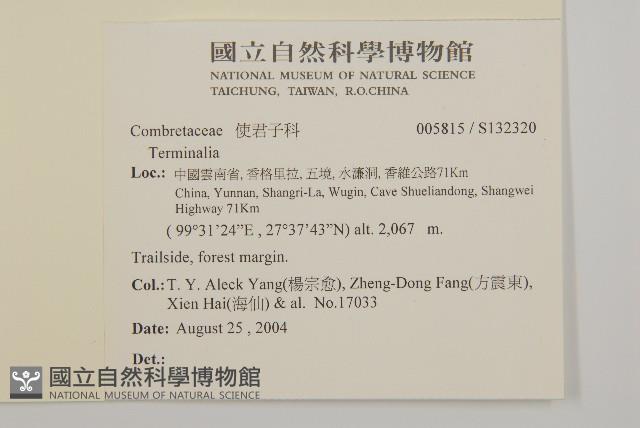 國立自然科學博物館
NATIONAL MUSEUM OF NATURAL SCIENCE
TAICHUNG, TAIWAN, R.O.CHINA
Combretaceae 使君子科 005815 / S132320
Terminalia
Loc.: 中國雲南省, 香格里拉, 五境, 水濂洞, 香維公路71Km
China, Yunnan, Shangri-La, Wugin, Cave Shueliandong, Shangwei
Highway 71Km
( 99°31’24”E , 27°37’43”N) alt. 2,067 m.
Trailside, forest margin.
Col.: T. Y. Aleck Yang(楊宗愈), Zheng-Dong Fang(方震東),
Xien Hai(海仙) & al. No.17033
Date: August 25 , 2004
Det.:
國立自然科學博物館
NATIONAL MUSEUM OF NATURAL SCIENCE